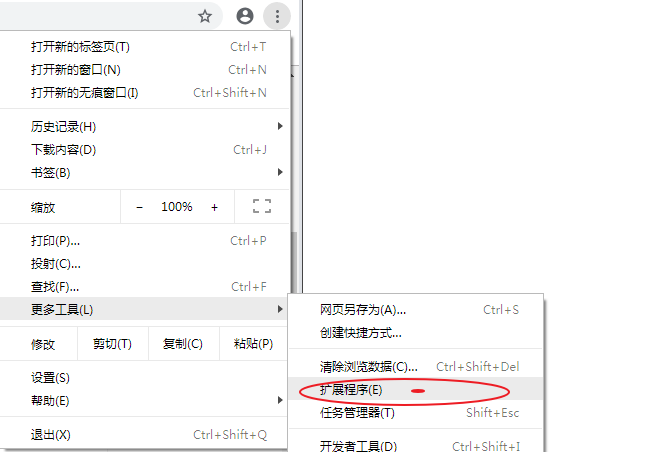 打开新的标签页(T) Ctrl+T
打开新的窗口(N) Ctrl+N
打开新的无痕窗口(I) Ctrl+Shift+N
历史记录(H)
下载内容(D) Ctrl+J
书签(B)
缩放 － 100% +
打印(P)... Ctrl+P
投射(C)...
查找(F)... Ctrl+F
更多工具(L)
修改 剪切(T) 复制(C) 粘贴(P)
设置(S)
帮助(E)
退出(X) Ctrl+Shift+Q
网页另存为(A)... Ctrl+S
创建快捷方式...
清除浏览数据(C)... Ctrl+Shift+Del
扩展程序(E)
任务管理器(T) Shift+Esc
开发者工具(D) Ctrl+Shift+I